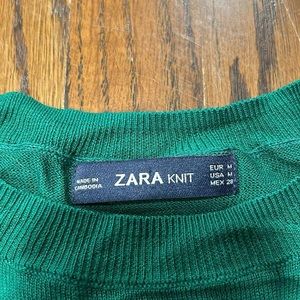 MADE IN
CAMBODIA
ZARA KNIT
EUR M
USA M
MEX 28